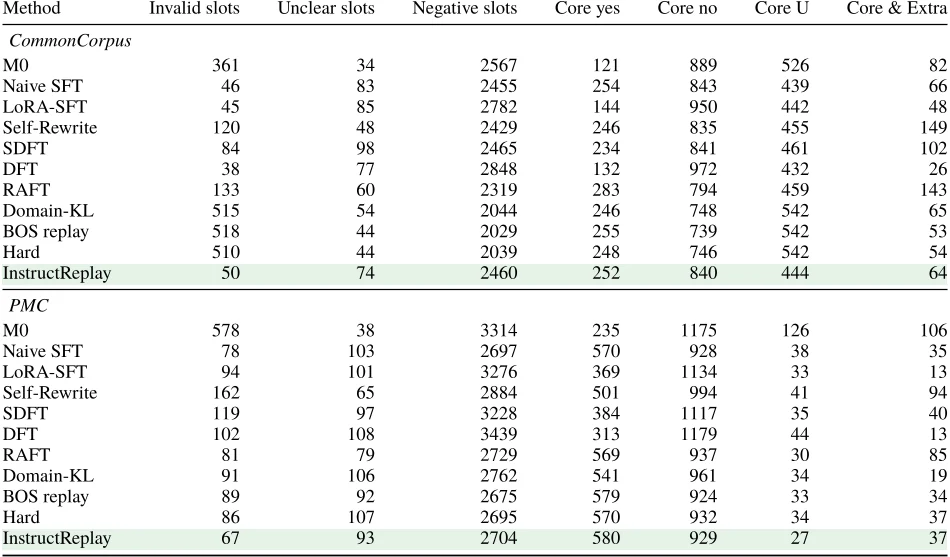 Method Invalid slots Unclear slots Negative slots Core yes Core no Core U Core & Extra
CommonCorpus
M0 361 34 2567 121 889 526 82
Naive SFT 46 83 2455 254 843 439 66
LoRA-SFT 45 85 2782 144 950 442 48
Self-Rewrite 120 48 2429 246 835 455 149
SDFT 84 98 2465 234 841 461 102
DFT 38 77 2848 132 972 432 26
RAFT 133 60 2319 283 794 459 143
Domain-KL 515 54 2044 246 748 542 65
BOS replay 518 44 2029 255 739 542 53
Hard 510 44 2039 248 746 542 54
InstructReplay 50 74 2460 252 840 444 64
PMC
M0 578 38 3314 235 1175 126 106
Naive SFT 78 103 2697 570 928 38 35
LoRA-SFT 94 101 3276 369 1134 33 13
Self-Rewrite 162 65 2884 501 994 41 94
SDFT 119 97 3228 384 1117 35 40
DFT 102 108 3439 313 1179 44 13
RAFT 81 79 2729 569 937 30 85
Domain-KL 91 106 2762 541 961 34 19
BOS replay 89 92 2675 579 924 33 34
Hard 86 107 2695 570 932 34 37
InstructReplay 67 93 2704 580 929 27 37